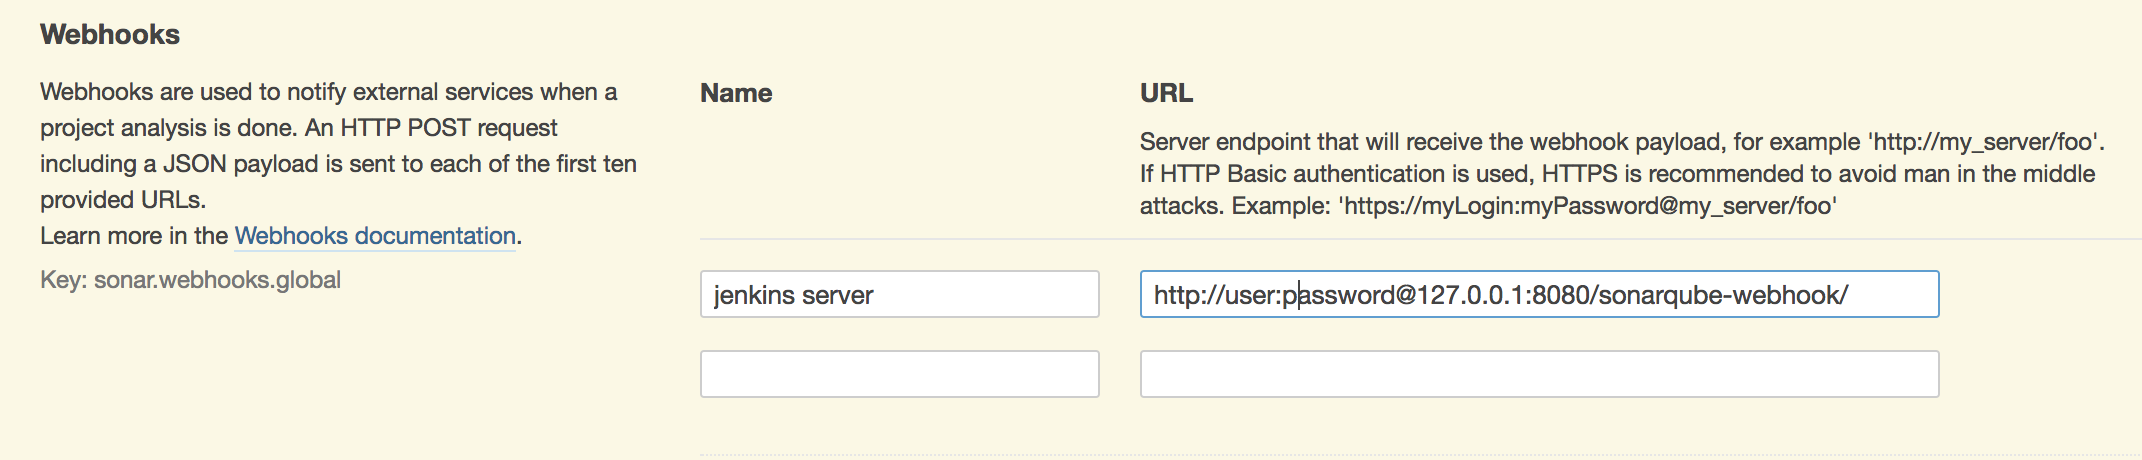 Webhooks
Webhooks are used to notify external services when a
project analysis is done. An HTTP POST request
including a JSON payload is sent to each of the first ten
provided URLs.
Learn more in the Webhooks documentation.
Key: sonar.webhooks.global
Name
URL
Server endpoint that will receive the webhook payload, for example 'http://my_server/foo'.
If HTTP Basic authentication is used, HTTPS is recommended to avoid man in the middle
attacks. Example: 'https://myLogin:myPassword@my_server/foo'
jenkins server
http://user:password@127.0.0.1:8080/sonarqube-webhook/